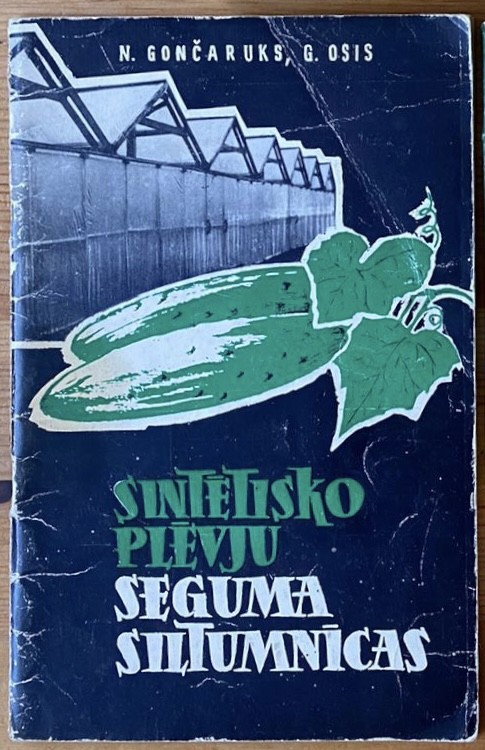 N. GONČARUKS, G. OSIS
SINTĒTISKO
PLĒVJU
SEGUMA
SILTUMNĪCAS